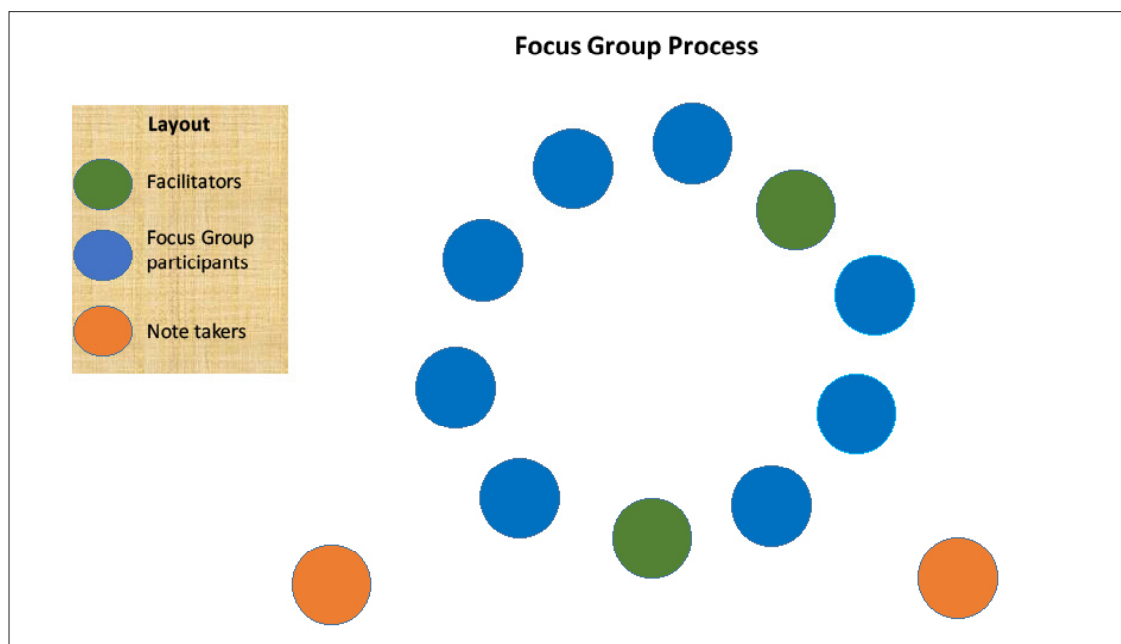 Focus Group Process
Layout
Facilitators
Focus Group
participants
Note takers